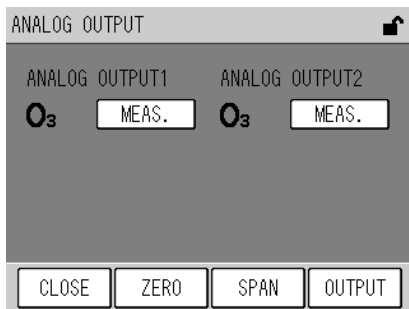 ANALOG OUTPUT
ANALOG OUTPUT1 ANALOG OUTPUT2
O₃ MEAS. O₃ MEAS.
CLOSE ZERO SPAN OUTPUT